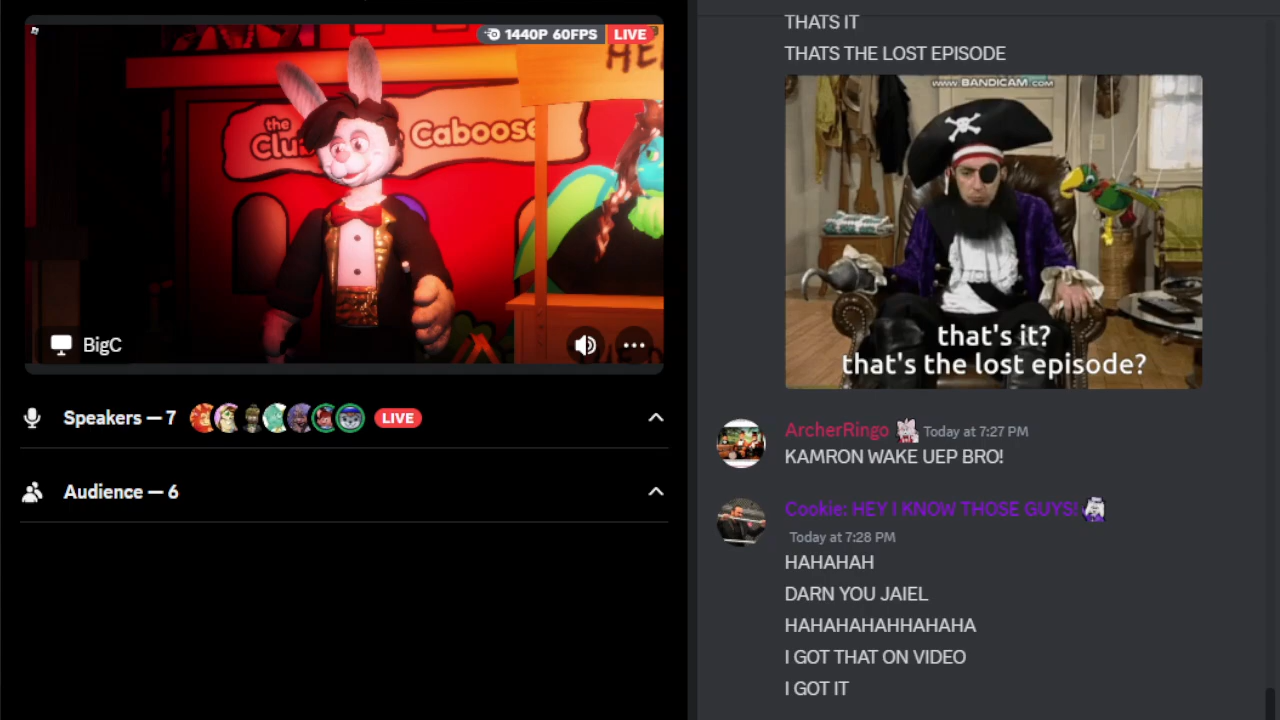 1440P 60FPS LIVE
HE
the
Clu
Caboose
BigC
Speakers — 7 LIVE
Audience — 6
THATS IT
THATS THE LOST EPISODE
WWW.BANDICAM.COM
that's it?
that's the lost episode?
ArcherRingo Today at 7:27 PM
KAMRON WAKE UEP BRO!
Cookie: HEY I KNOW THOSE GUYS!
Today at 7:28 PM
HAHAHAH
DARN YOU JAIEL
HAHAHAHAHHAHAHA
I GOT THAT ON VIDEO
I GOT IT